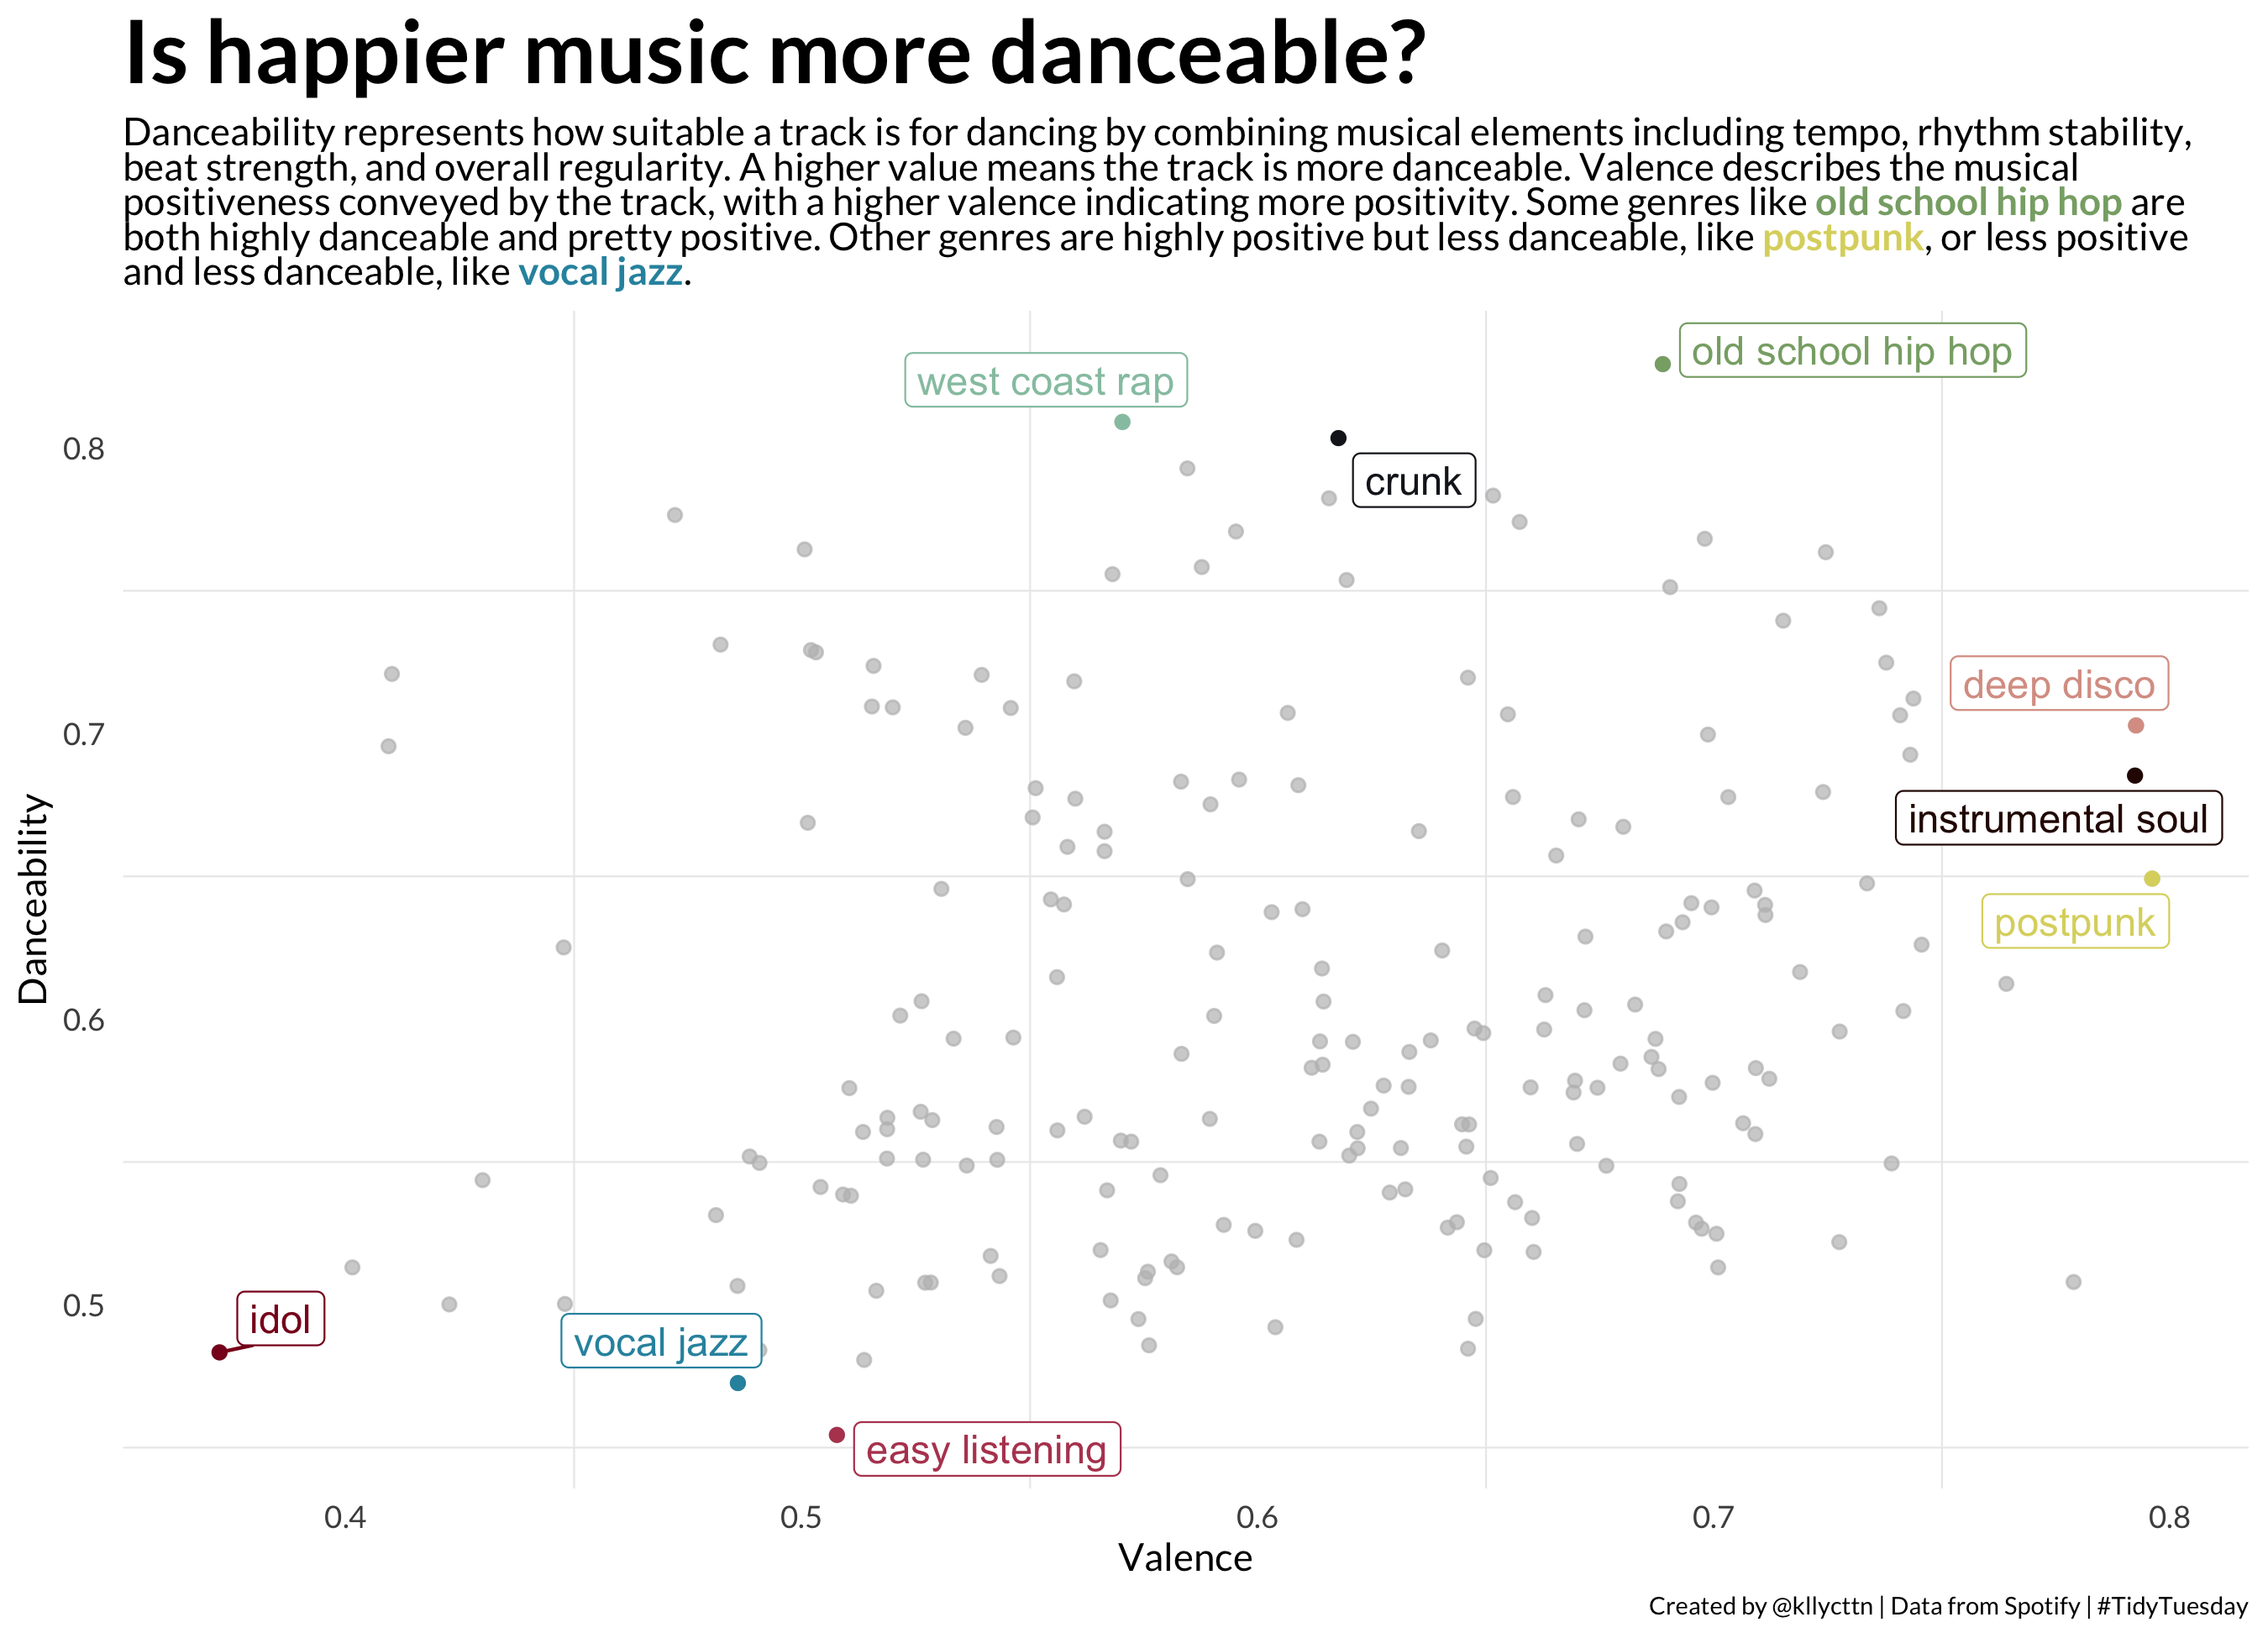 Is happier music more danceable?
Danceability represents how suitable a track is for dancing by combining musical elements including tempo, rhythm stability,
beat strength, and overall regularity. A higher value means the track is more danceable. Valence describes the musical
positiveness conveyed by the track, with a higher valence indicating more positivity. Some genres like old school hip hop are
both highly danceable and pretty positive. Other genres are highly positive but less danceable, like postpunk, or less positive
and less danceable, like vocal jazz.
old school hip hop
west coast rap
0.8
crunk
deep disco
0.7
instrumental soul
Danceability
postpunk
0.6
0.5
idol
vocal jazz
easy listening
0.4 0.5 0.6 0.7 0.8
Valence
Created by @kllycttn | Data from Spotify | #TidyTuesday